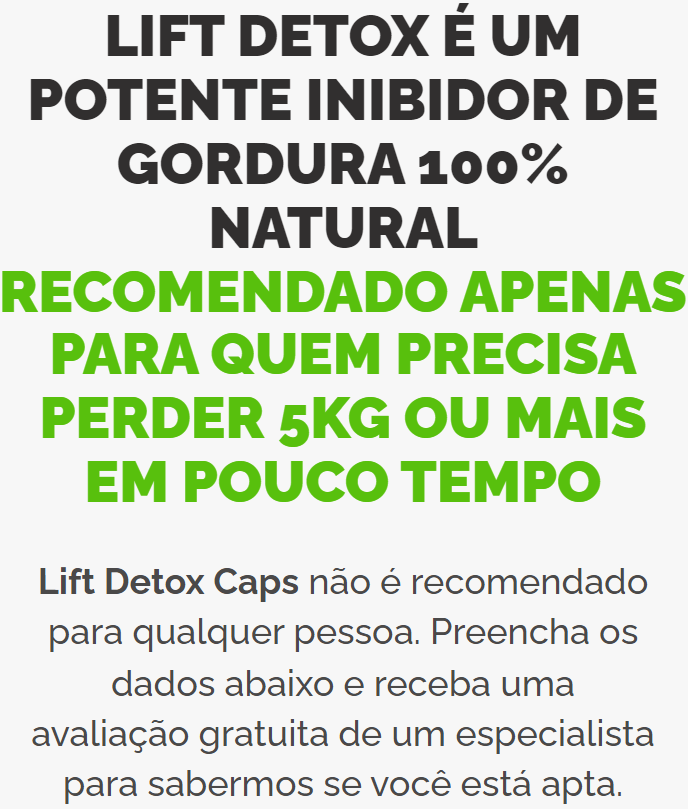 LIFT DETOX É UM
POTENTE INIBIDOR DE
GORDURA 100%
NATURAL
RECOMENDADO APENAS
PARA QUEM PRECISA
PERDER 5KG OU MAIS
EM POUCO TEMPO
Lift Detox Caps não é recomendado
para qualquer pessoa. Preencha os
dados abaixo e receba uma
avaliação gratuita de um especialista
para sabermos se você está apta.